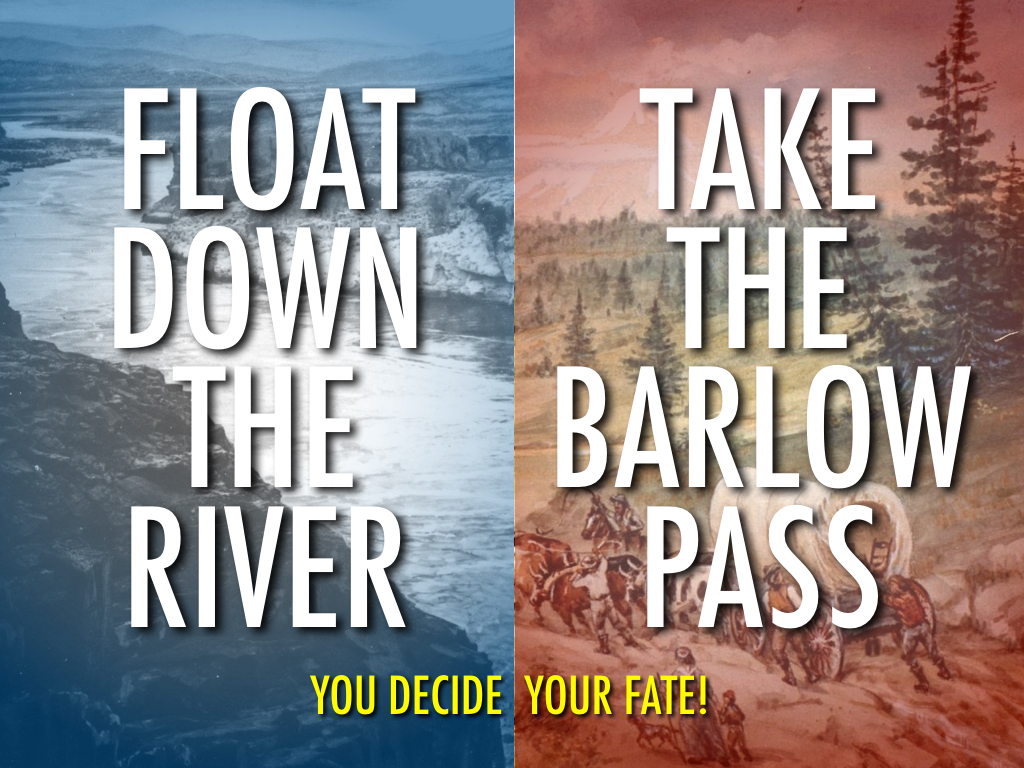 FLOAT
DOWN
THE
RIVER
TAKE
THE
BARLOW
PASS
YOU DECIDE YOUR FATE!